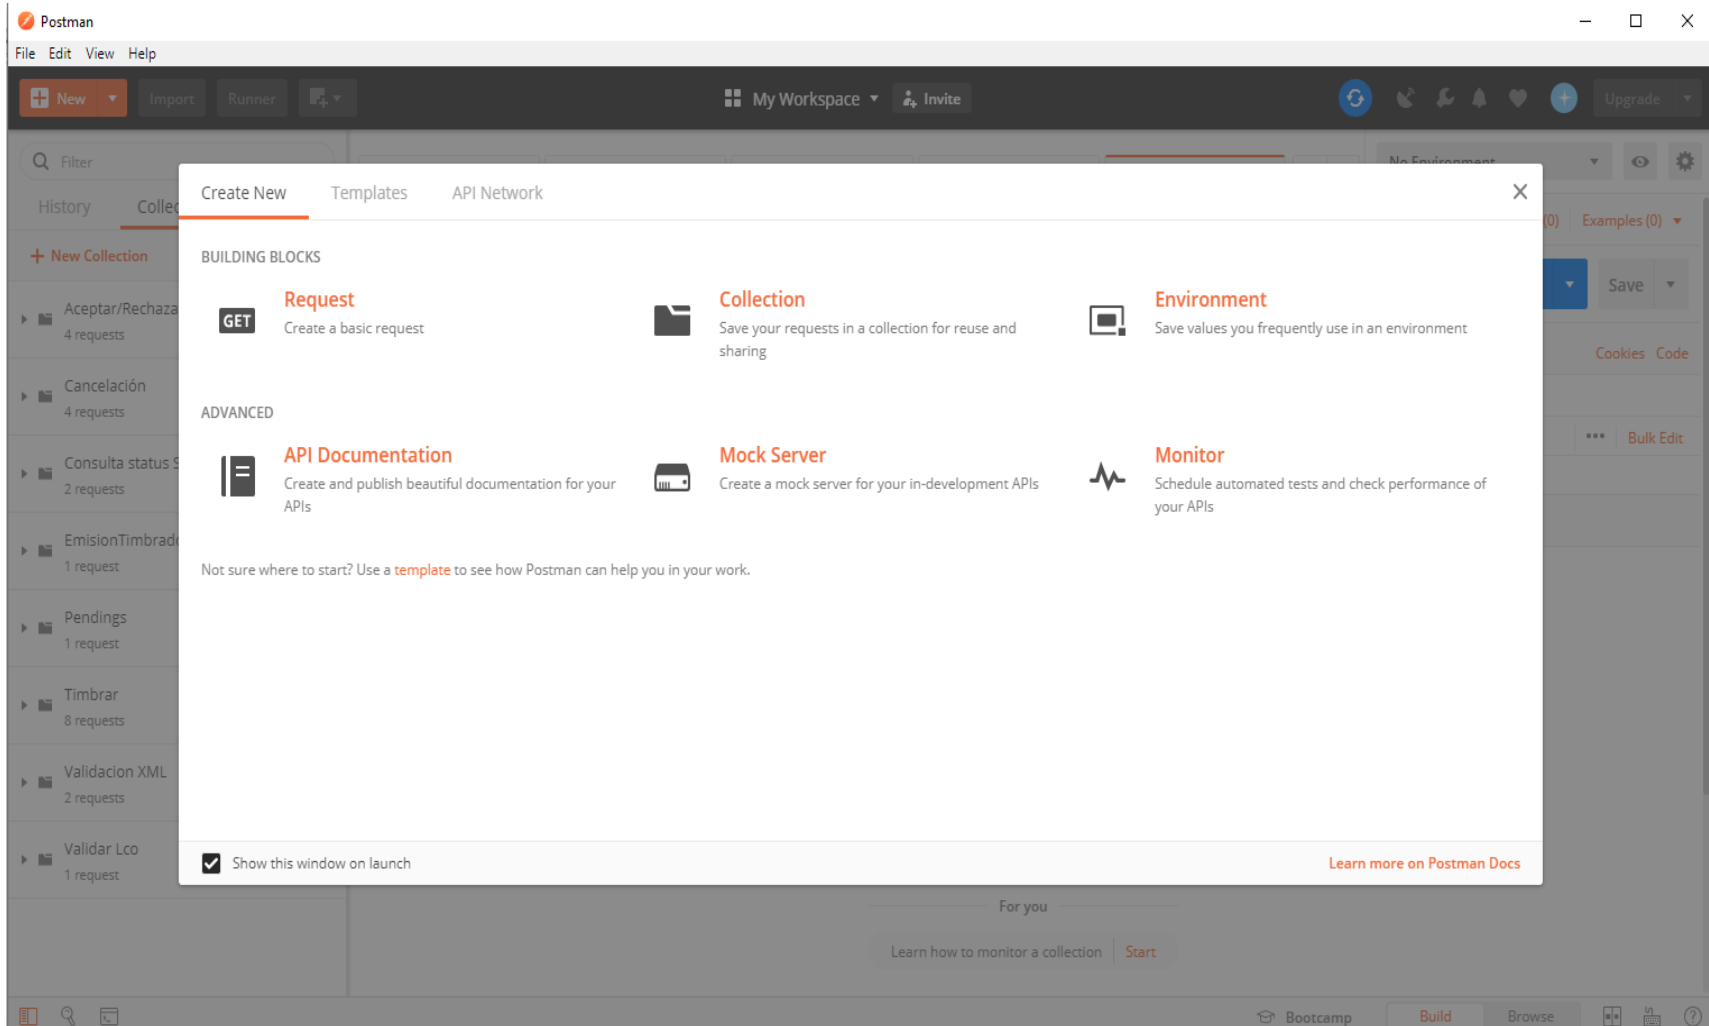 Postman
File Edit View Help
New Import Runner My Workspace Invite Upgrade
Filter
No Environment
Create New Templates API Network
History
(0) Examples (0)
New Collection
BUILDING BLOCKS
Request
Create a basic request
Collection
Save your requests in a collection for reuse and
sharing
Environment
Save values you frequently use in an environment
Save
GET
Aceptar/Rechaza
4 requests
Cookies Code
Cancelación
4 requests
ADVANCED
API Documentation
Create and publish beautiful documentation for your
APIs
Mock Server
Create a mock server for your in-development APIs
Monitor
Schedule automated tests and check performance of
your APIs
Bulk Edit
Consulta status S
2 requests
EmisionTimbrado
1 request
Not sure where to start? Use a template to see how Postman can help you in your work.
Pendings
1 request
Timbrar
8 requests
Validacion XML
2 requests
Validar Lco
1 request
Show this window on launch
Learn more on Postman Docs
For you
Learn how to monitor a collection Start
Bootcamp Build Browse